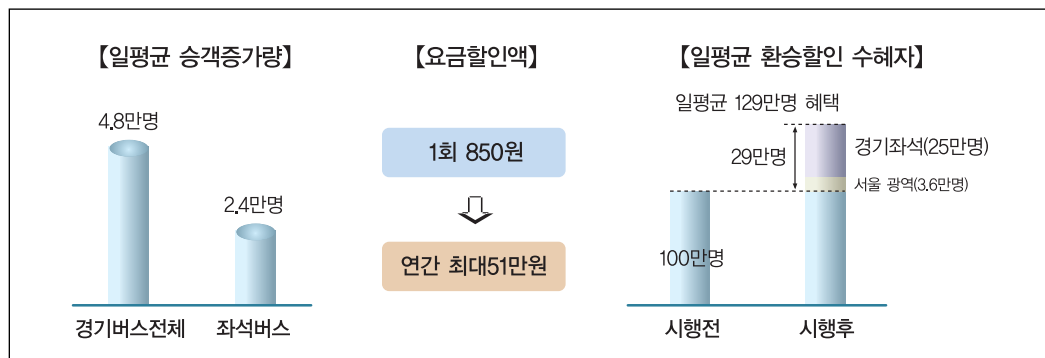 【일평균 승객증가량】
4.8만명
2.4만명
경기버스전체 좌석버스
【요금할인액】
1회 850원
연간 최대51만원
【일평균 환승할인 수혜자】
일평균 129만명 혜택
29만명
경기좌석(25만명)
서울 광역(3.6만명)
100만명
시행전 시행후